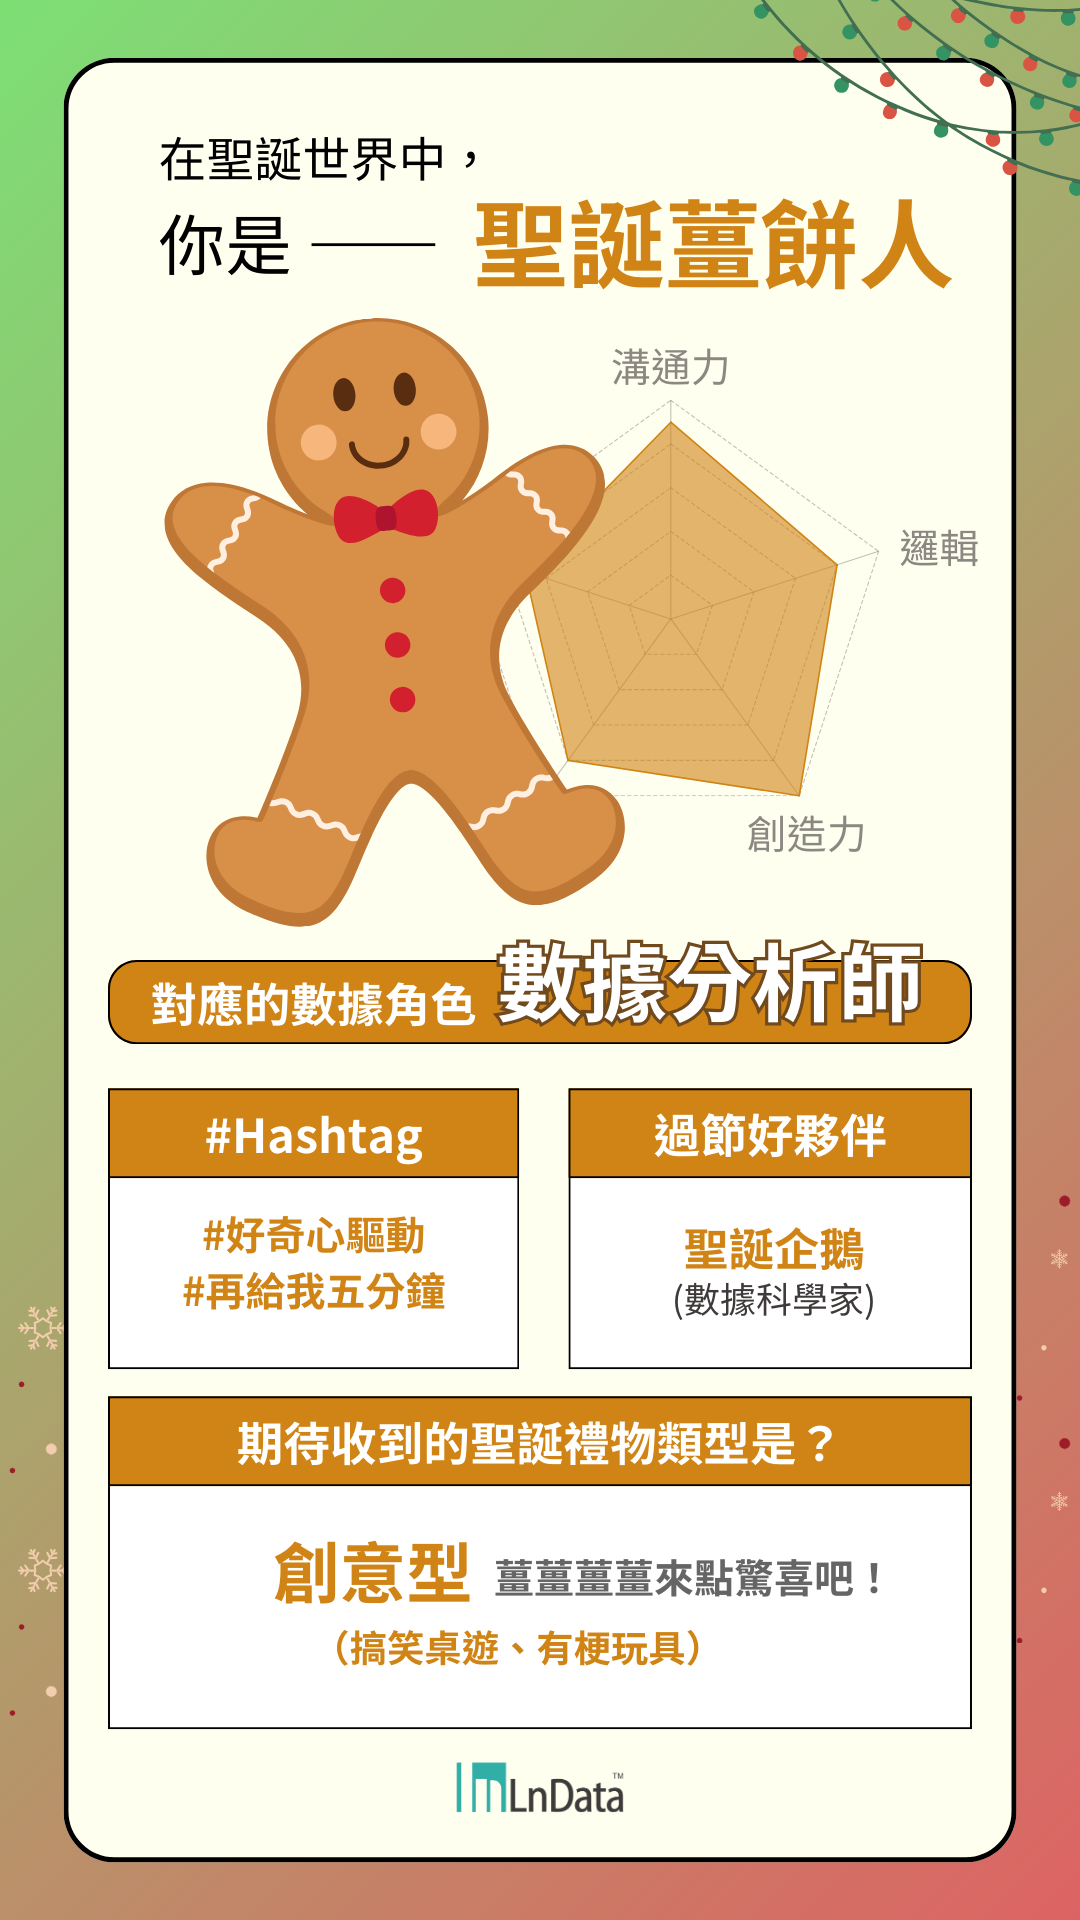 在聖誕世界中，
你是 —— 聖誕薑餅人
溝通力
邏輯
創造力
對應的數據角色 數據分析師
#Hashtag
#好奇心驅動
#再給我五分鐘
過節好夥伴
聖誕企鵝
(數據科學家)
期待收到的聖誕禮物類型是？
創意型 薑薑薑薑來點驚喜吧！
（搞笑桌遊、有梗玩具）
LnData™